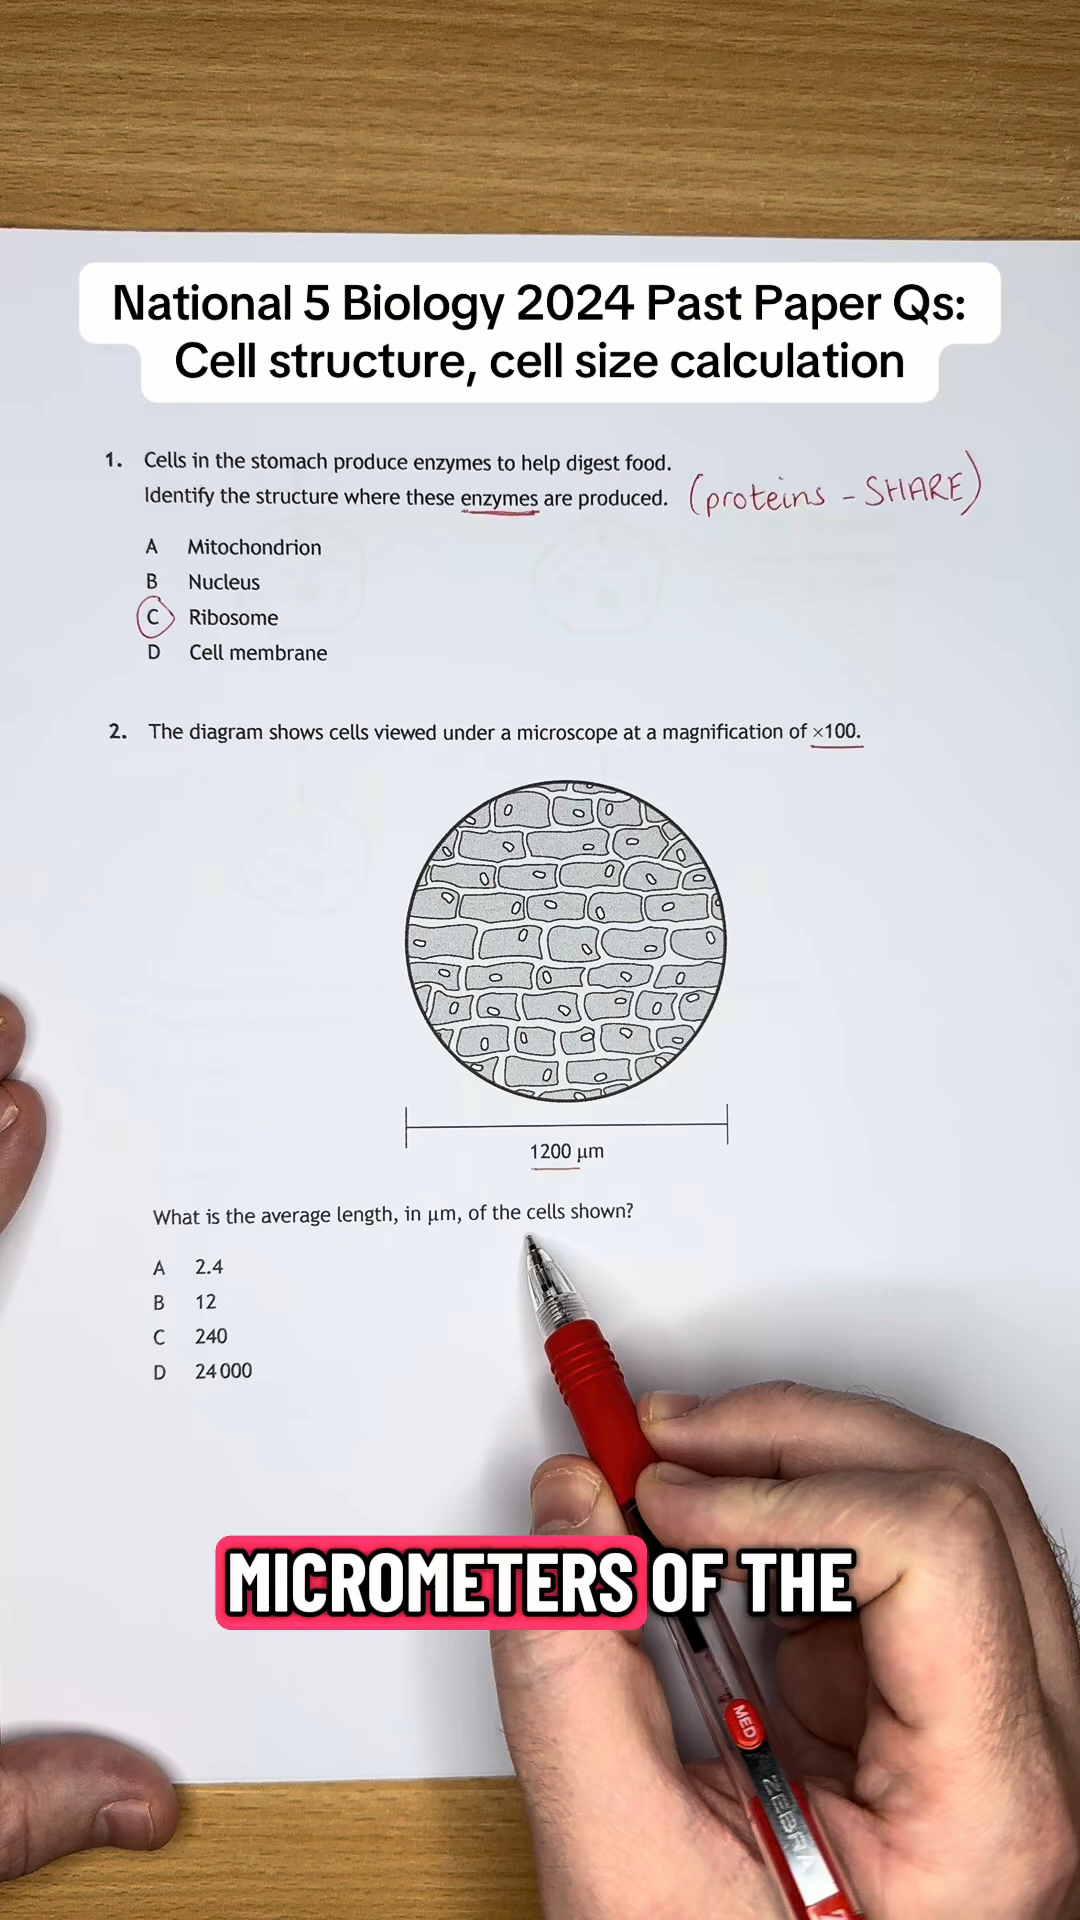 National 5 Biology 2024 Past Paper Qs:
Cell structure, cell size calculation
1. Cells in the stomach produce enzymes to help digest food.
Identify the structure where these enzymes are produced. (proteins - SHARE)
A Mitochondrion
B Nucleus
C Ribosome
D Cell membrane
2. The diagram shows cells viewed under a microscope at a magnification of ×100.
1200 µm
What is the average length, in µm, of the cells shown?
A 2.4
B 12
C 240
D 24 000
MICROMETERS OF THE
MED
ZEBRA